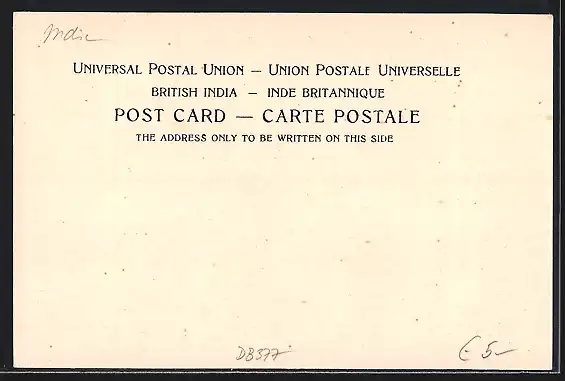 Indie
UNIVERSAL POSTAL UNION — UNION POSTALE UNIVERSELLE
BRITISH INDIA — INDE BRITANNIQUE
POST CARD — CARTE POSTALE
THE ADDRESS ONLY TO BE WRITTEN ON THIS SIDE
DB377
€ 5-